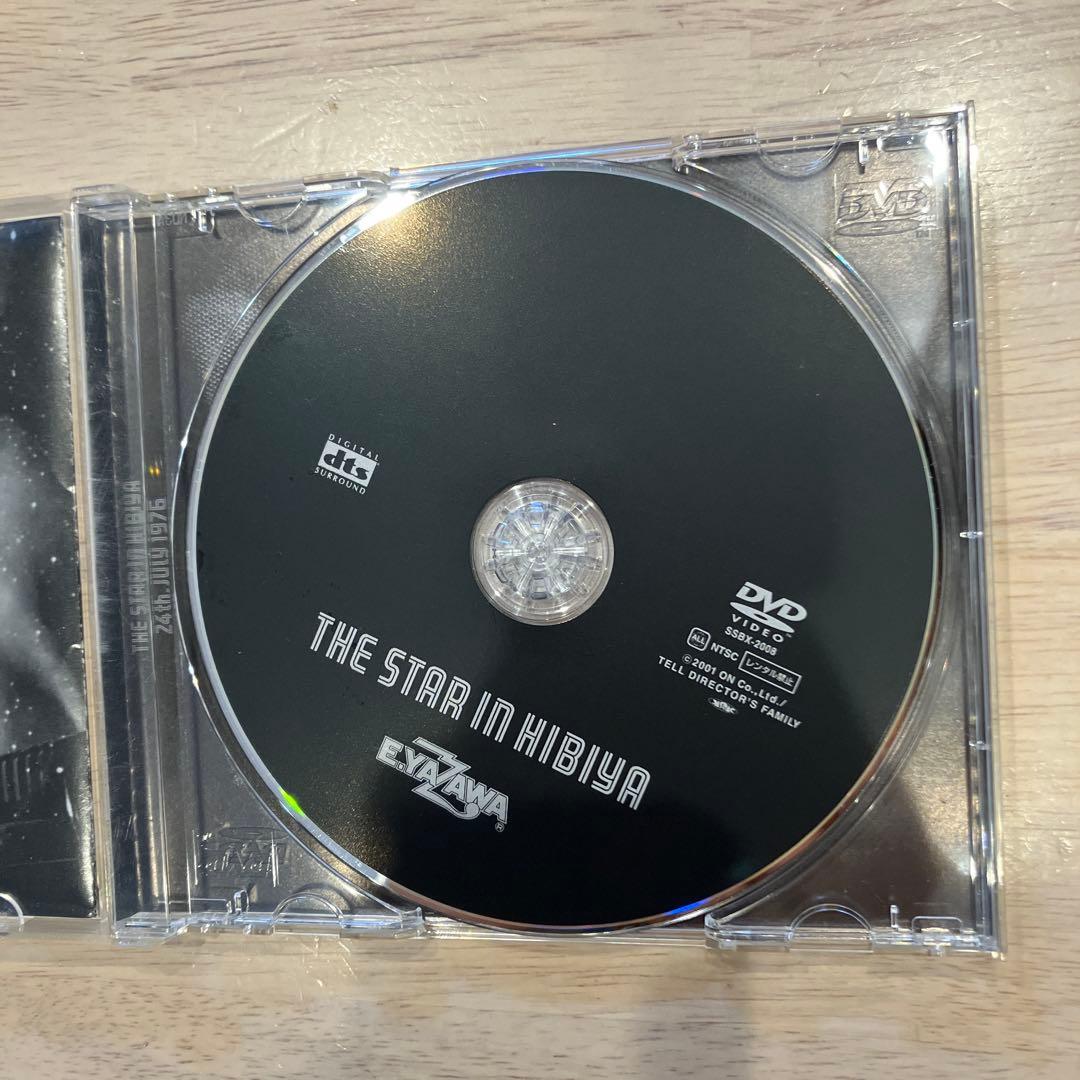 THE STAR IN HIBIYA
24th. JULY 1976
DIGITAL
dts
SURROUND
THE STAR IN HIBIYA
E.YAZAWA
®
DVD
VIDEO™
SSBX-2008
ALL NTSC レンタル禁止
©2001 ON Co.,Ltd./
TELL DIRECTOR'S FAMILY
DVD